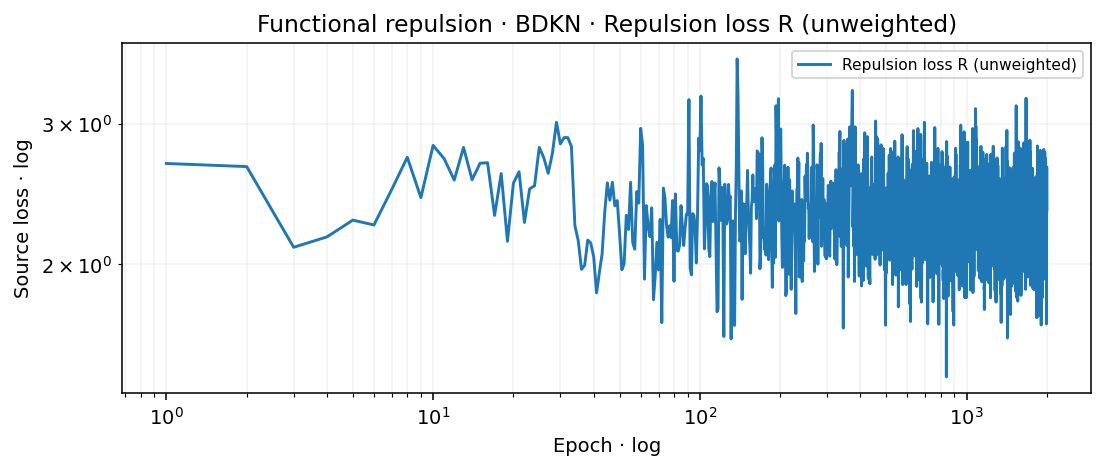 Functional repulsion · BDKN · Repulsion loss R (unweighted)
Repulsion loss R (unweighted)
Source loss · log
3 × 10⁰
2 × 10⁰
10⁰ 10¹ 10² 10³
Epoch · log